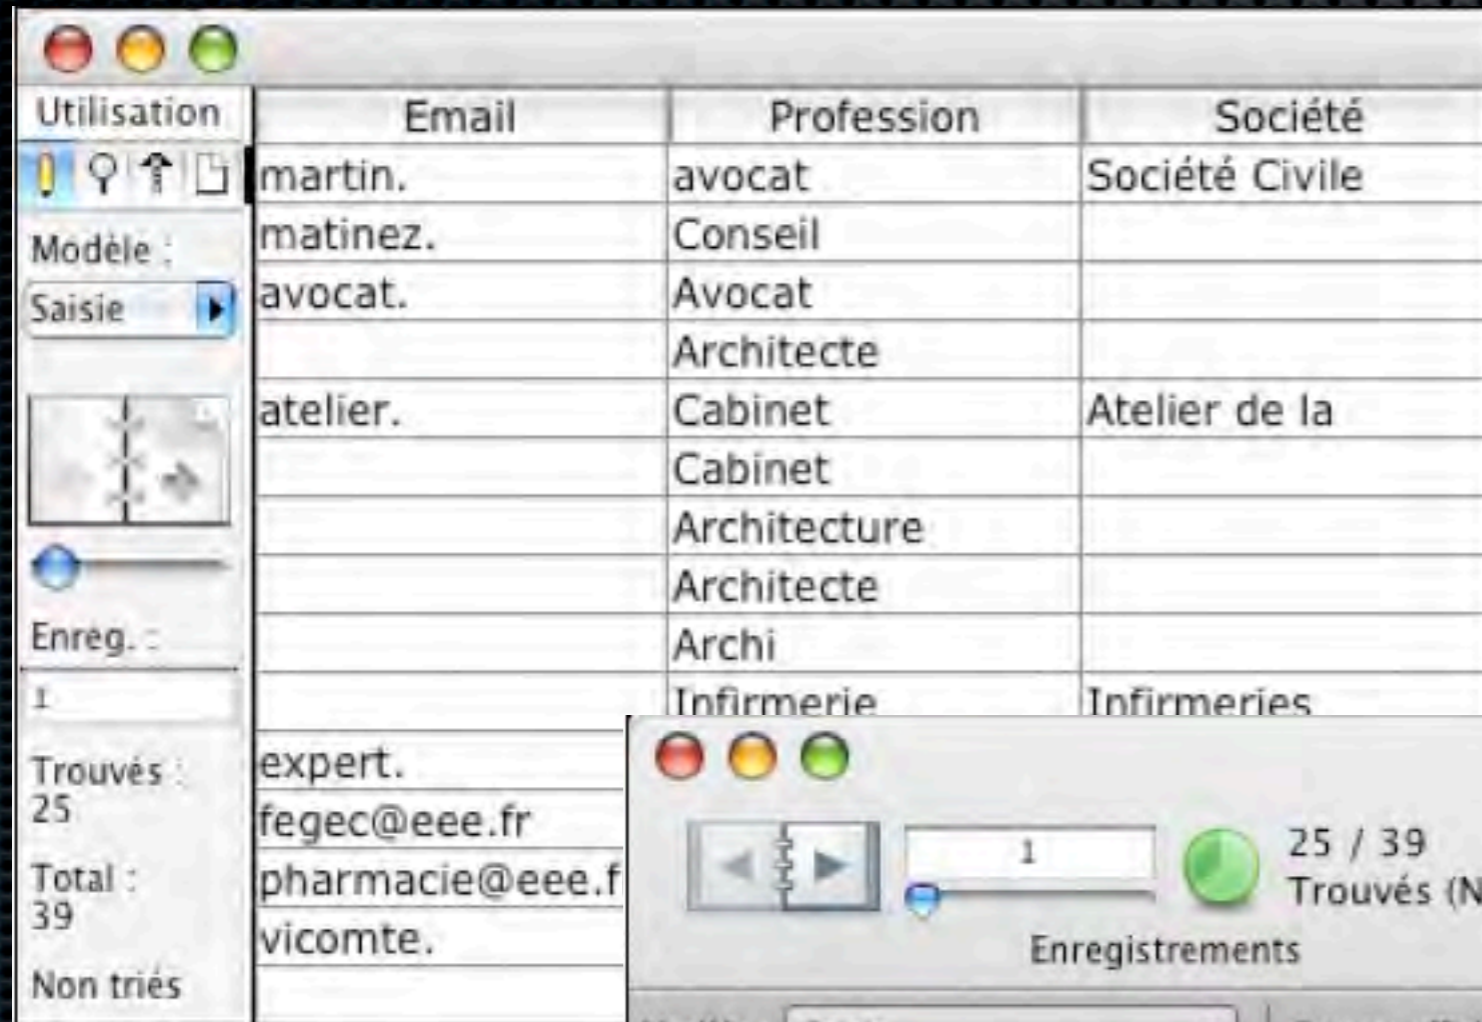 Utilisation
Email Profession Société
martin. avocat Société Civile
Modèle :
matinez. Conseil
Saisie
avocat. Avocat
Architecte
atelier. Cabinet Atelier de la
Cabinet
Architecture
Architecte
Enreg. :
Archi
1
Infirmerie Infirmeries
Trouvés :
25
expert.
fegec@eee.fr
Total :
39
pharmacie@eee.f
vicomte.
Non triés
1
25 / 39
Trouvés (N
Enregistrements